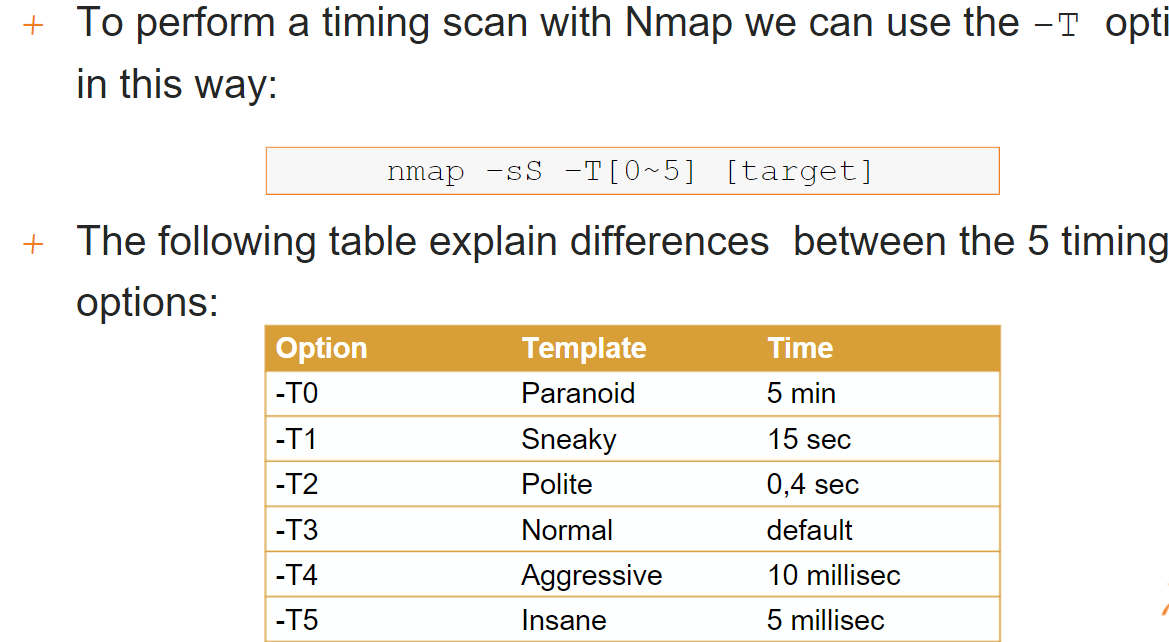 + To perform a timing scan with Nmap we can use the -T opti
in this way:
nmap -sS -T[0~5] [target]
+ The following table explain differences between the 5 timing
options:
Option Template Time
-T0 Paranoid 5 min
-T1 Sneaky 15 sec
-T2 Polite 0,4 sec
-T3 Normal default
-T4 Aggressive 10 millisec
-T5 Insane 5 millisec